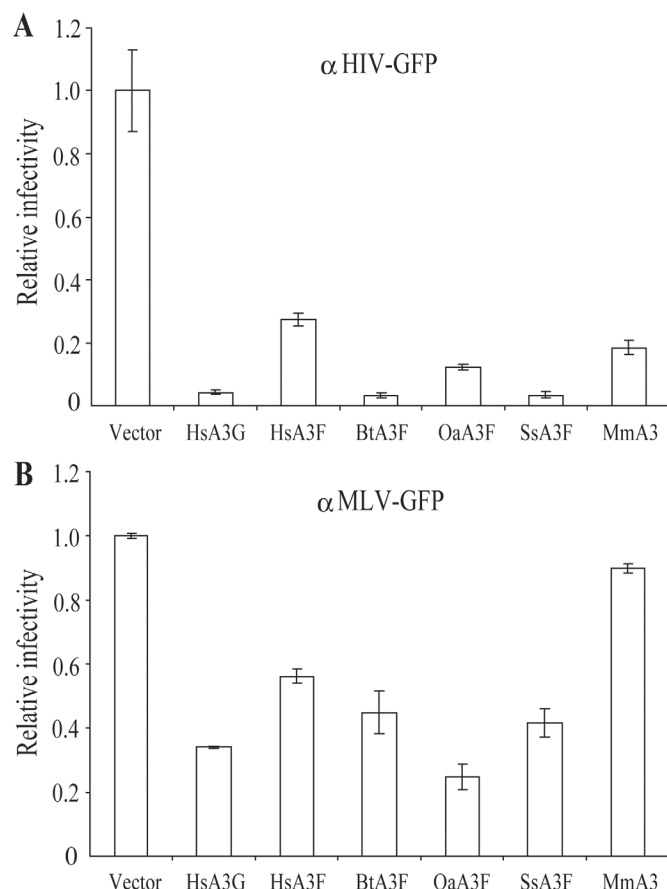 A
α HIV-GFP
Relative infectivity
1.2
1.0
0.8
0.6
0.4
0.2
0
Vector HsA3G HsA3F BtA3F OaA3F SsA3F MmA3
B
α MLV-GFP
Relative infectivity
1.2
1.0
0.8
0.6
0.4
0.2
0
Vector HsA3G HsA3F BtA3F OaA3F SsA3F MmA3